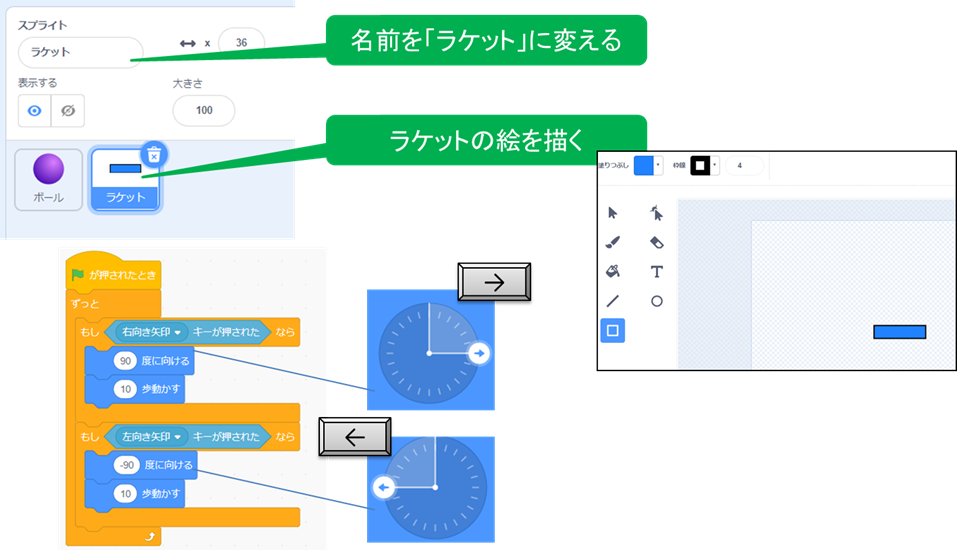 スプライト
ラケット
↔ x 36
名前を「ラケット」に変える
表示する
大きさ
100
ラケットの絵を描く
ボール
ラケット
塗りつぶし 枠線 4
T
が押されたとき
ずっと
もし 右向き矢印 キーが押された なら
90 度に向ける
10 歩動かす
→
もし 左向き矢印 キーが押された なら
-90 度に向ける
10 歩動かす
←